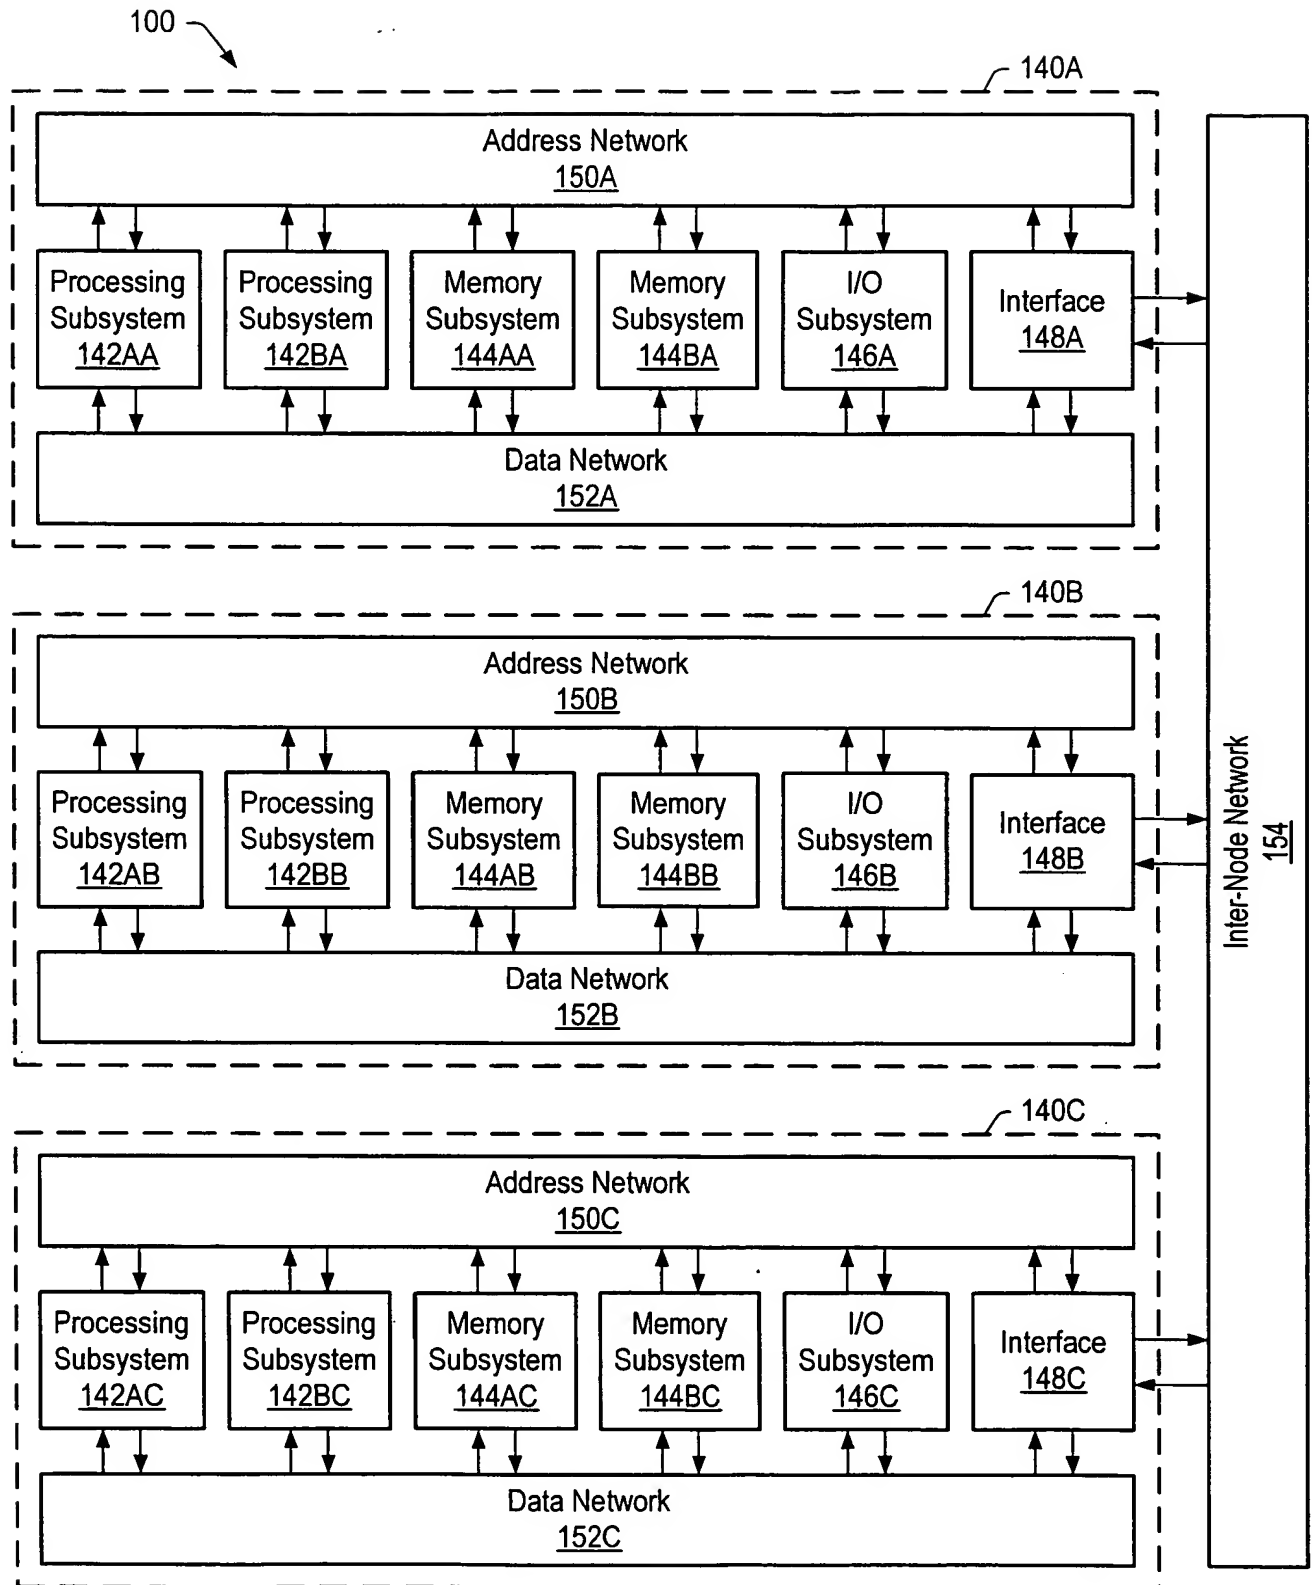 100
140A
Address Network
150A
Processing
Subsystem
142AA
Processing
Subsystem
142BA
Memory
Subsystem
144AA
Memory
Subsystem
144BA
I/O
Subsystem
146A
Interface
148A
Data Network
152A
140B
Address Network
150B
Processing
Subsystem
142AB
Processing
Subsystem
142BB
Memory
Subsystem
144AB
Memory
Subsystem
144BB
I/O
Subsystem
146B
Interface
148B
Data Network
152B
140C
Address Network
150C
Processing
Subsystem
142AC
Processing
Subsystem
142BC
Memory
Subsystem
144AC
Memory
Subsystem
144BC
I/O
Subsystem
146C
Interface
148C
Data Network
152C
Inter-Node Network
154